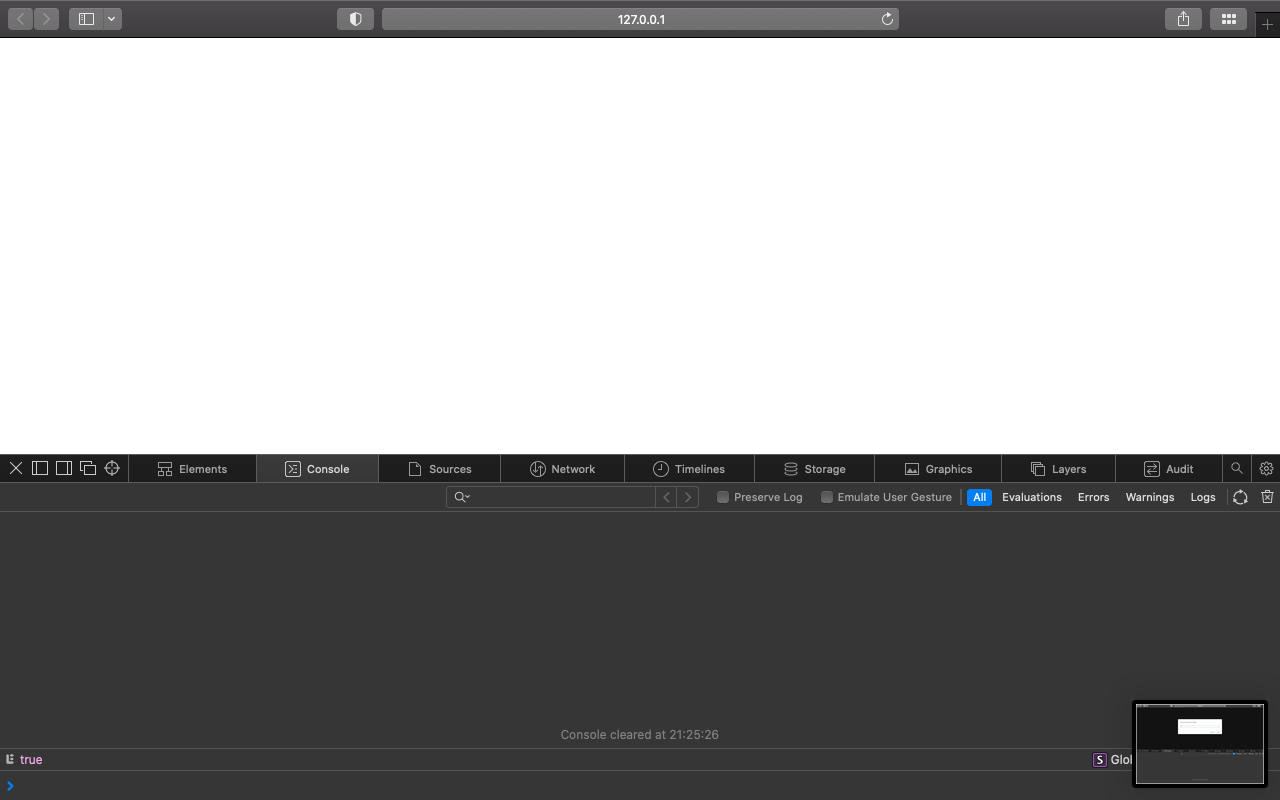 127.0.0.1
Elements Console Sources Network Timelines Storage Graphics Layers Audit
Preserve Log Emulate User Gesture All Evaluations Errors Warnings Logs
Console cleared at 21:25:26
true S Glo